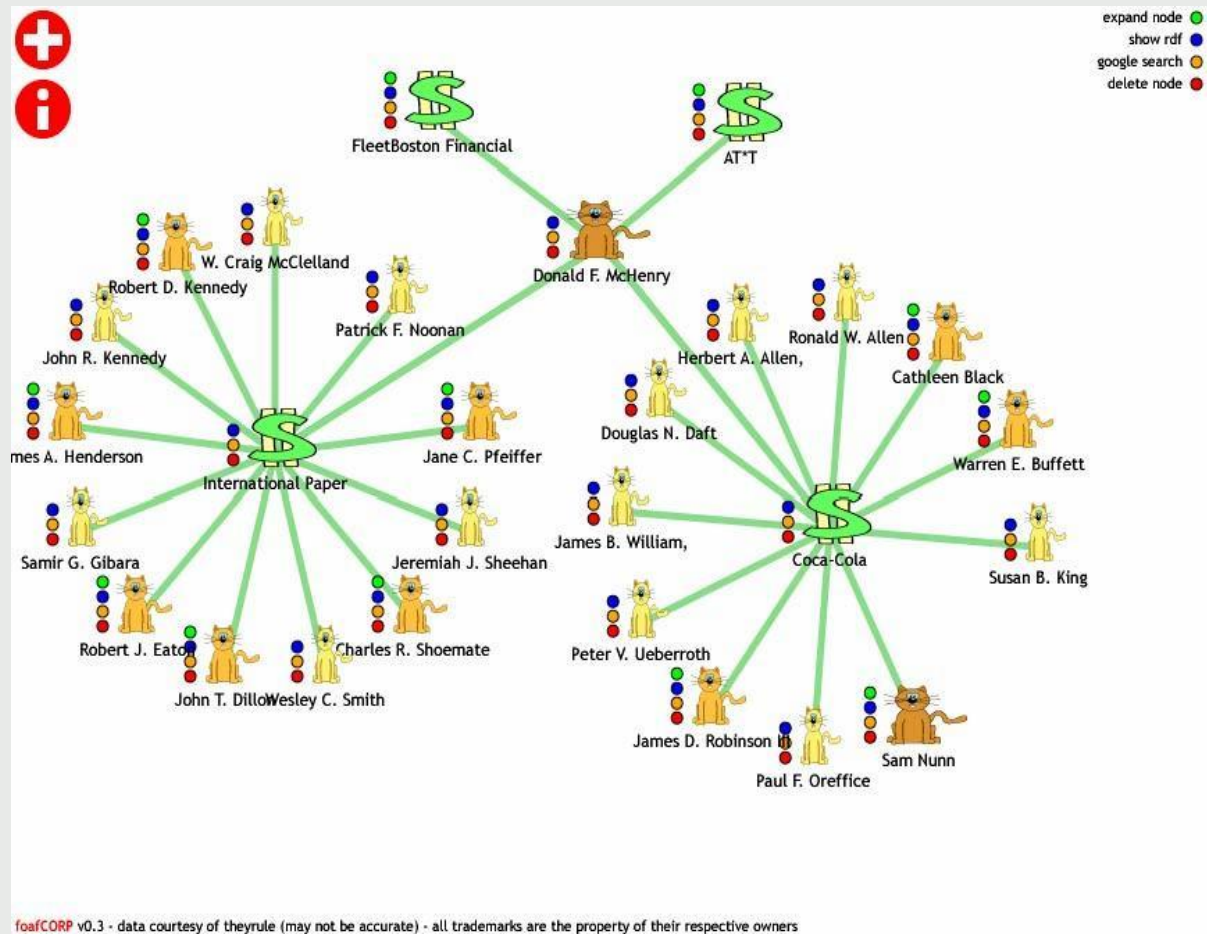 expand node
show rdf
google search
delete node
FleetBoston Financial
AT*T
W. Craig McClelland
Donald F. McHenry
Robert D. Kennedy
Patrick F. Noonan
John R. Kennedy
Herbert A. Allen,
Ronald W. Allen
Cathleen Black
Douglas N. Daft
mes A. Henderson
Jane C. Pfeiffer
Warren E. Buffett
International Paper
James B. William,
Samir G. Gibara
Jeremiah J. Sheehan
Coca-Cola
Susan B. King
Robert J. Eaton
Charles R. Shoemate
Peter V. Ueberroth
John T. Dillon
Wesley C. Smith
James D. Robinson III
Sam Nunn
Paul F. Oreffice
foafCORP v0.3 - data courtesy of theyrule (may not be accurate) - all trademarks are the property of their respective owners